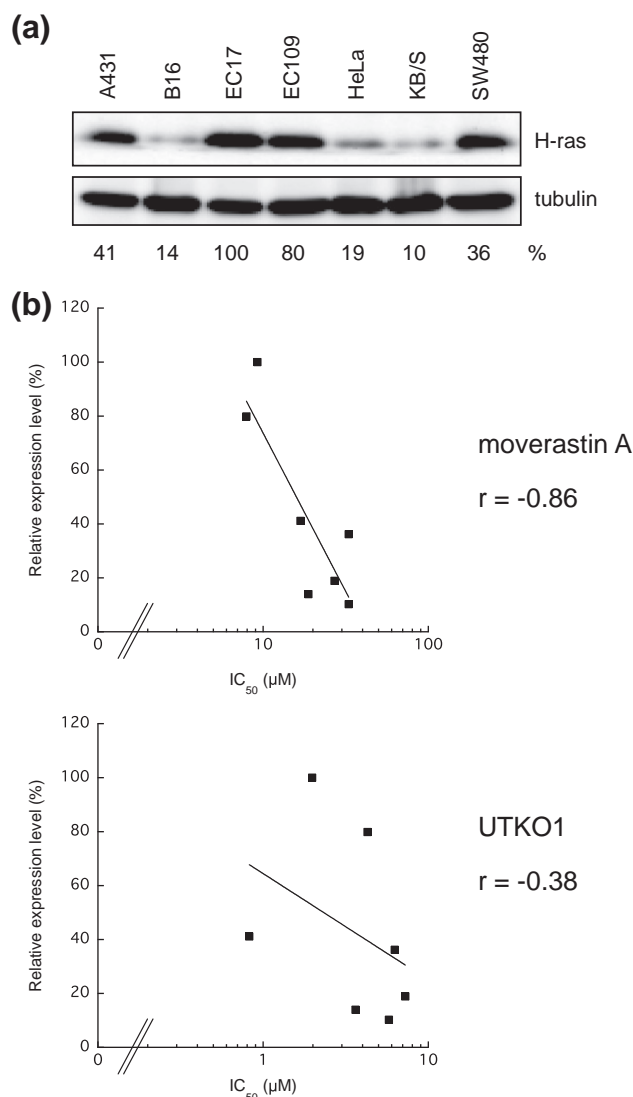 (a)
A431 B16 EC17 EC109 HeLa KB/S SW480
H-ras
tubulin
41 14 100 80 19 10 36 %
(b)
120
100
80
60
40
20
0
Relative expression level (%)
0 10 100
IC50 (µM)
moverastin A
r = -0.86
120
100
80
60
40
20
0
Relative expression level (%)
0 1 10
IC50 (µM)
UTKO1
r = -0.38